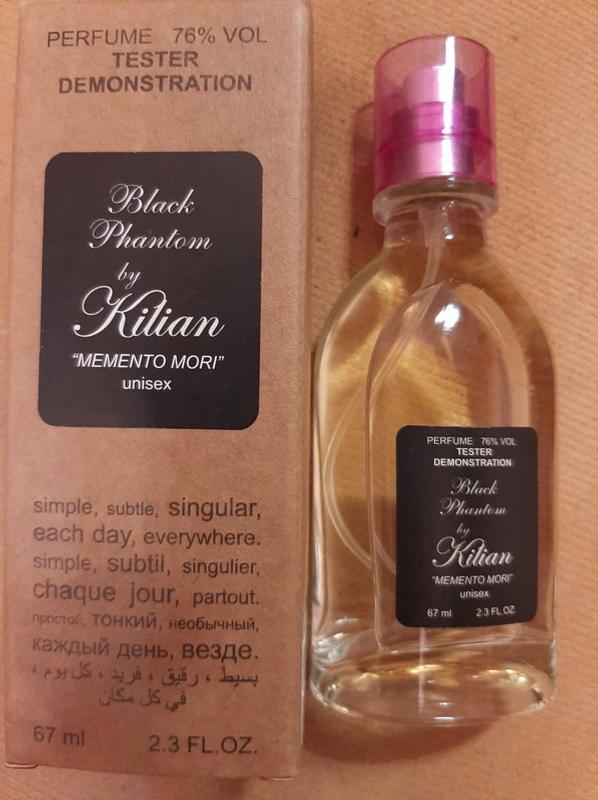 PERFUME 76% VOL
TESTER
DEMONSTRATION
Black
Phantom
by
Kilian
“MEMENTO MORI”
unisex
simple, subtle, singular,
each day, everywhere.
simple, subtil, singulier,
chaque jour, partout.
простой, тонкий, необычный,
каждый день, везде.
بسيط ، رقيق ، فريد ، كل يوم ،
في كل مكان
67 ml 2.3 FL.OZ.
PERFUME 76% VOL
TESTER
DEMONSTRATION
Black
Phantom
by
Kilian
“MEMENTO MORI”
unisex
67 ml 2.3 FL.OZ